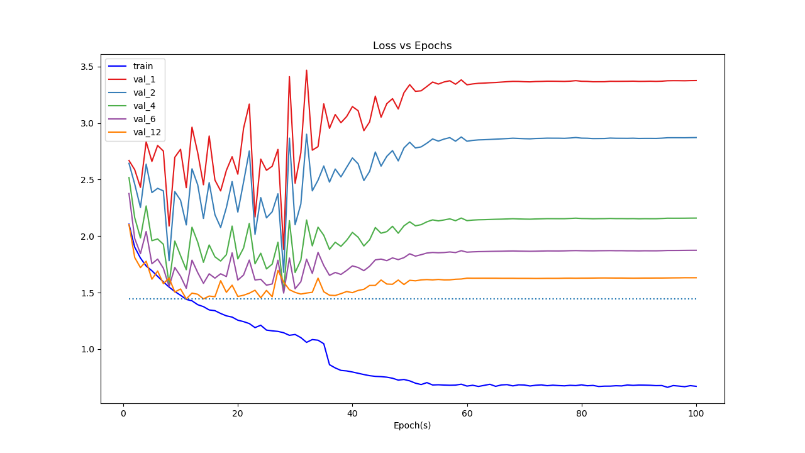 Loss vs Epochs
train
val_1
val_2
val_4
val_6
val_12
3.5
3.0
2.5
2.0
1.5
1.0
0 20 40 60 80 100
Epoch(s)